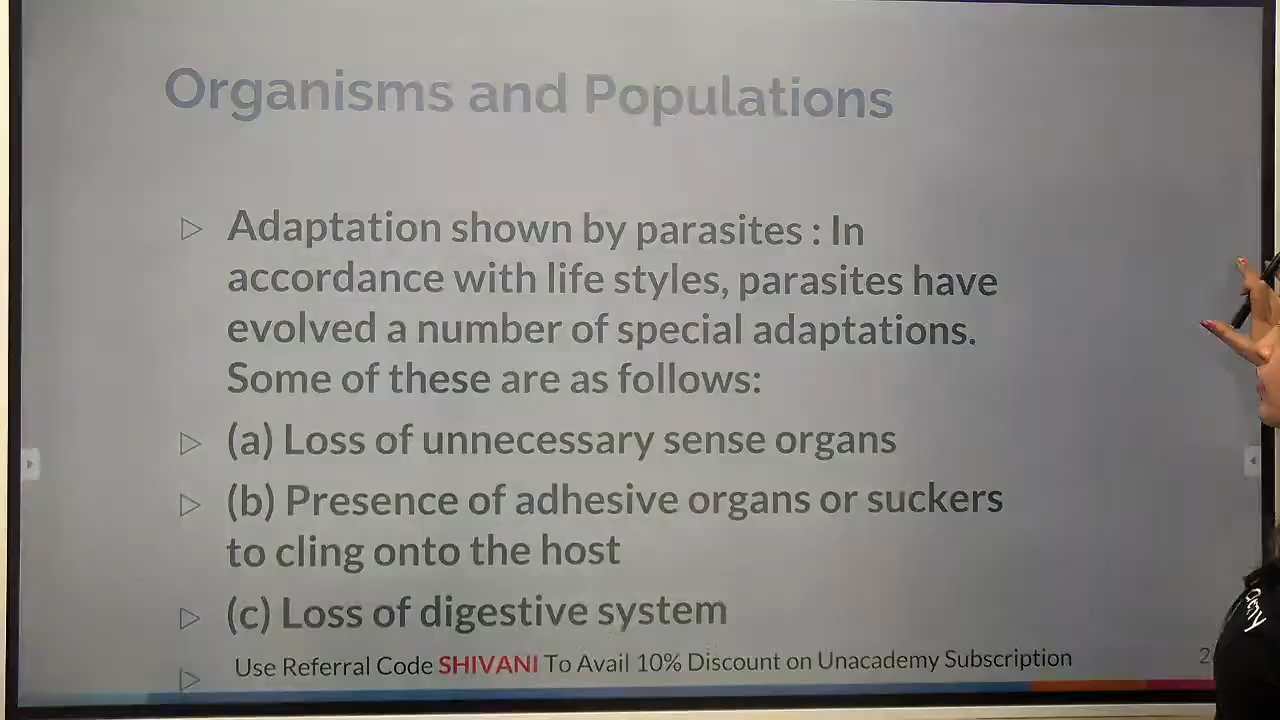 Organisms and Populations
Adaptation shown by parasites : In
accordance with life styles, parasites have
evolved a number of special adaptations.
Some of these are as follows:
(a) Loss of unnecessary sense organs
(b) Presence of adhesive organs or suckers
to cling onto the host
(c) Loss of digestive system
Use Referral Code SHIVANI To Avail 10% Discount on Unacademy Subscription